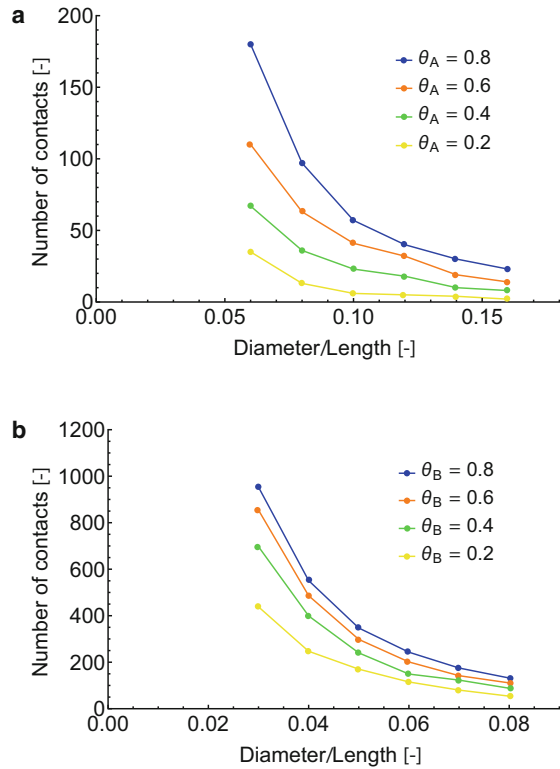 a
200
150
100
50
0
Number of contacts [-]
θA = 0.8
θA = 0.6
θA = 0.4
θA = 0.2
0.00
0.05
0.10
0.15
Diameter/Length [-]
b
1200
1000
800
600
400
200
0
Number of contacts [-]
θB = 0.8
θB = 0.6
θB = 0.4
θB = 0.2
0.00
0.02
0.04
0.06
0.08
Diameter/Length [-]